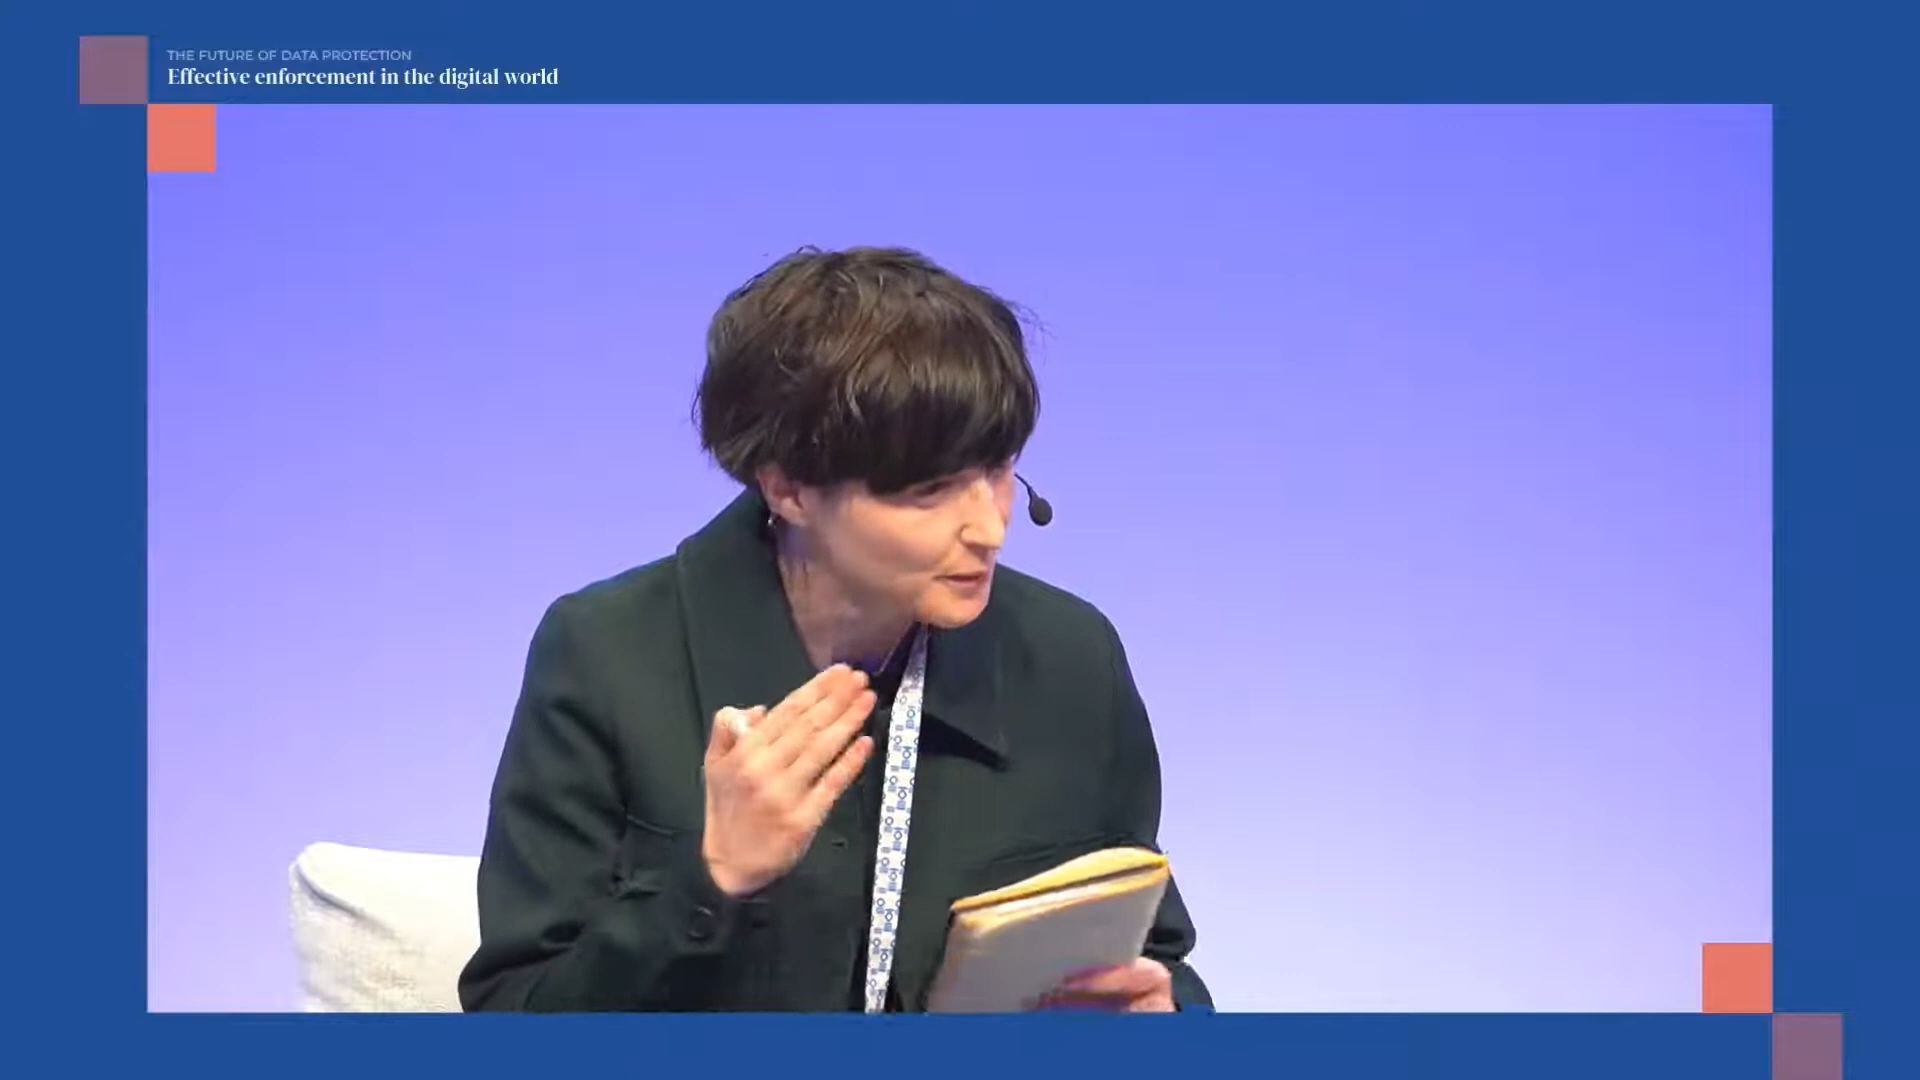 THE FUTURE OF DATA PROTECTION
Effective enforcement in the digital world